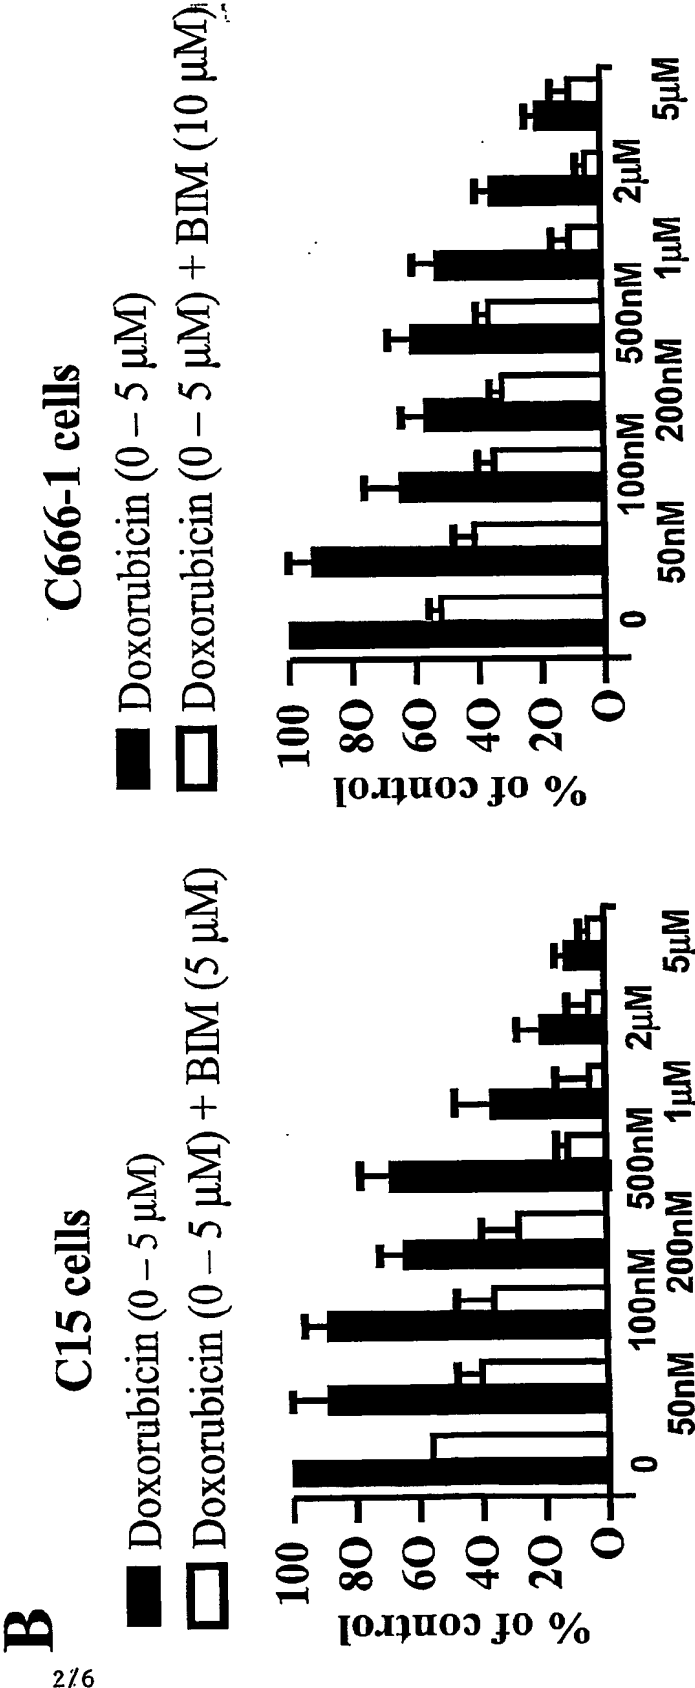 B
2/6
C15 cells
Doxorubicin (0 – 5 µM)
Doxorubicin (0 – 5 µM) + BIM (5 µM)
% of control
100
80
60
40
20
0
0
50nM
100nM
200nM
500nM
1µM
2µM
5µM
C666-1 cells
Doxorubicin (0 – 5 µM)
Doxorubicin (0 – 5 µM) + BIM (10 µM)
% of control
100
80
60
40
20
0
0
50nM
100nM
200nM
500nM
1µM
2µM
5µM